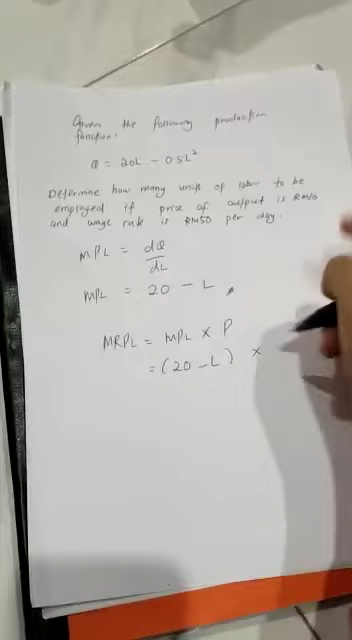 Given the following production
function:
Q = 20L - 0.5L²
Determine how many units of labor to be
employed if price of output is RM10
and wage rate is RM50 per day.
MPL = dQ
dL
MPL = 20 - L
MRPL = MPL × P
= (20 - L) ×